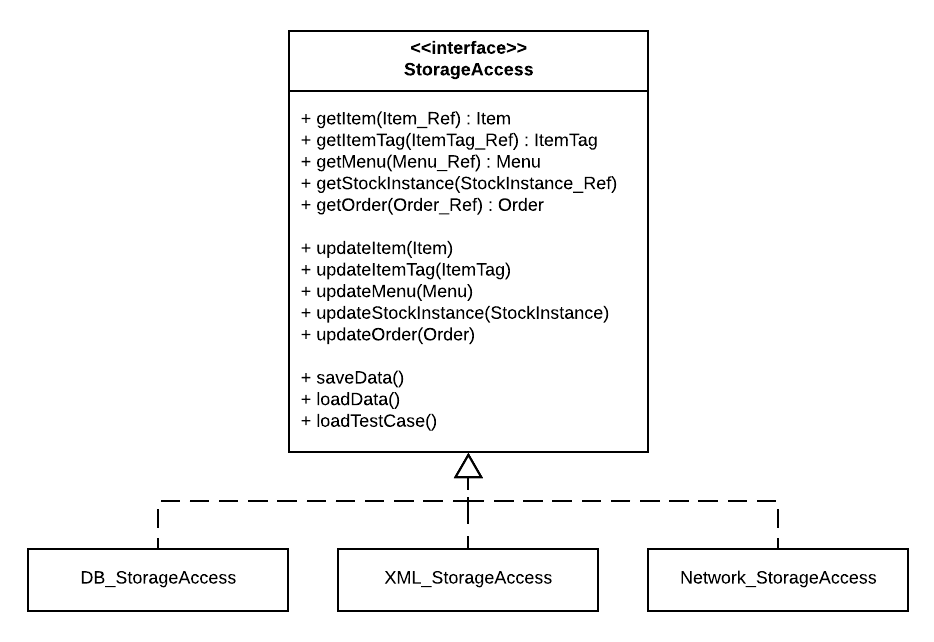 <<interface>>
StorageAccess
+ getItem(Item_Ref) : Item
+ getItemTag(ItemTag_Ref) : ItemTag
+ getMenu(Menu_Ref) : Menu
+ getStockInstance(StockInstance_Ref)
+ getOrder(Order_Ref) : Order
+ updateItem(Item)
+ updateItemTag(ItemTag)
+ updateMenu(Menu)
+ updateStockInstance(StockInstance)
+ updateOrder(Order)
+ saveData()
+ loadData()
+ loadTestCase()
DB_StorageAccess
XML_StorageAccess
Network_StorageAccess